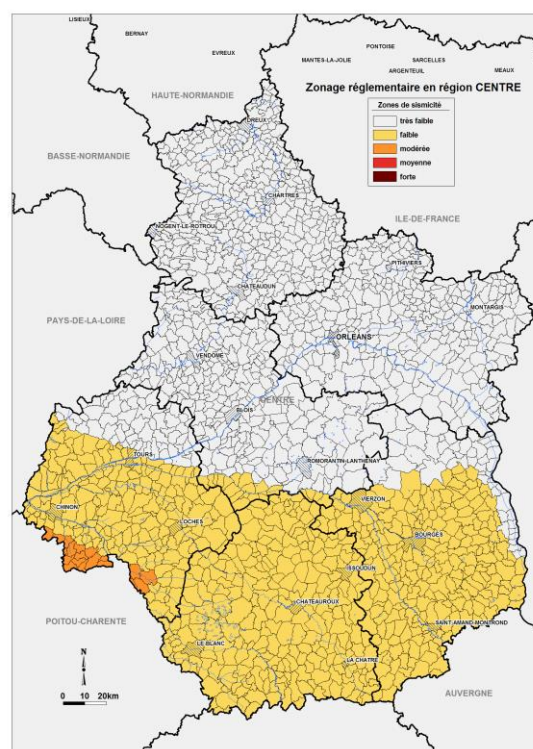 LISIEUX
BERNAY
EVREUX
PONTOISE
MANTES-LA-JOLIE
SARCELLES
ARGENTEUIL
MEAUX
HAUTE-NORMANDIE
Zonage réglementaire en région CENTRE
Zones de sismicité
très faible
faible
modérée
moyenne
forte
DREUX
BASSE-NORMANDIE
CHARTRES
ILE-DE-FRANCE
NOGENT-LE-ROTROU
PITHIVIERS
CHATEAUDUN
MONTARGIS
PAYS-DE-LA-LOIRE
ORLEANS
VENDOME
CENTRE
BLOIS
TOURS
ROMORANTIN-LANTHENAY
VIERZON
CHINON
LOCHES
BOURGES
ISSOUDUN
CHATEAUROUX
POITOU-CHARENTE
SAINT-AMAND-MONTROND
LE BLANC
LA CHATRE
N
0 10 20km
AUVERGNE